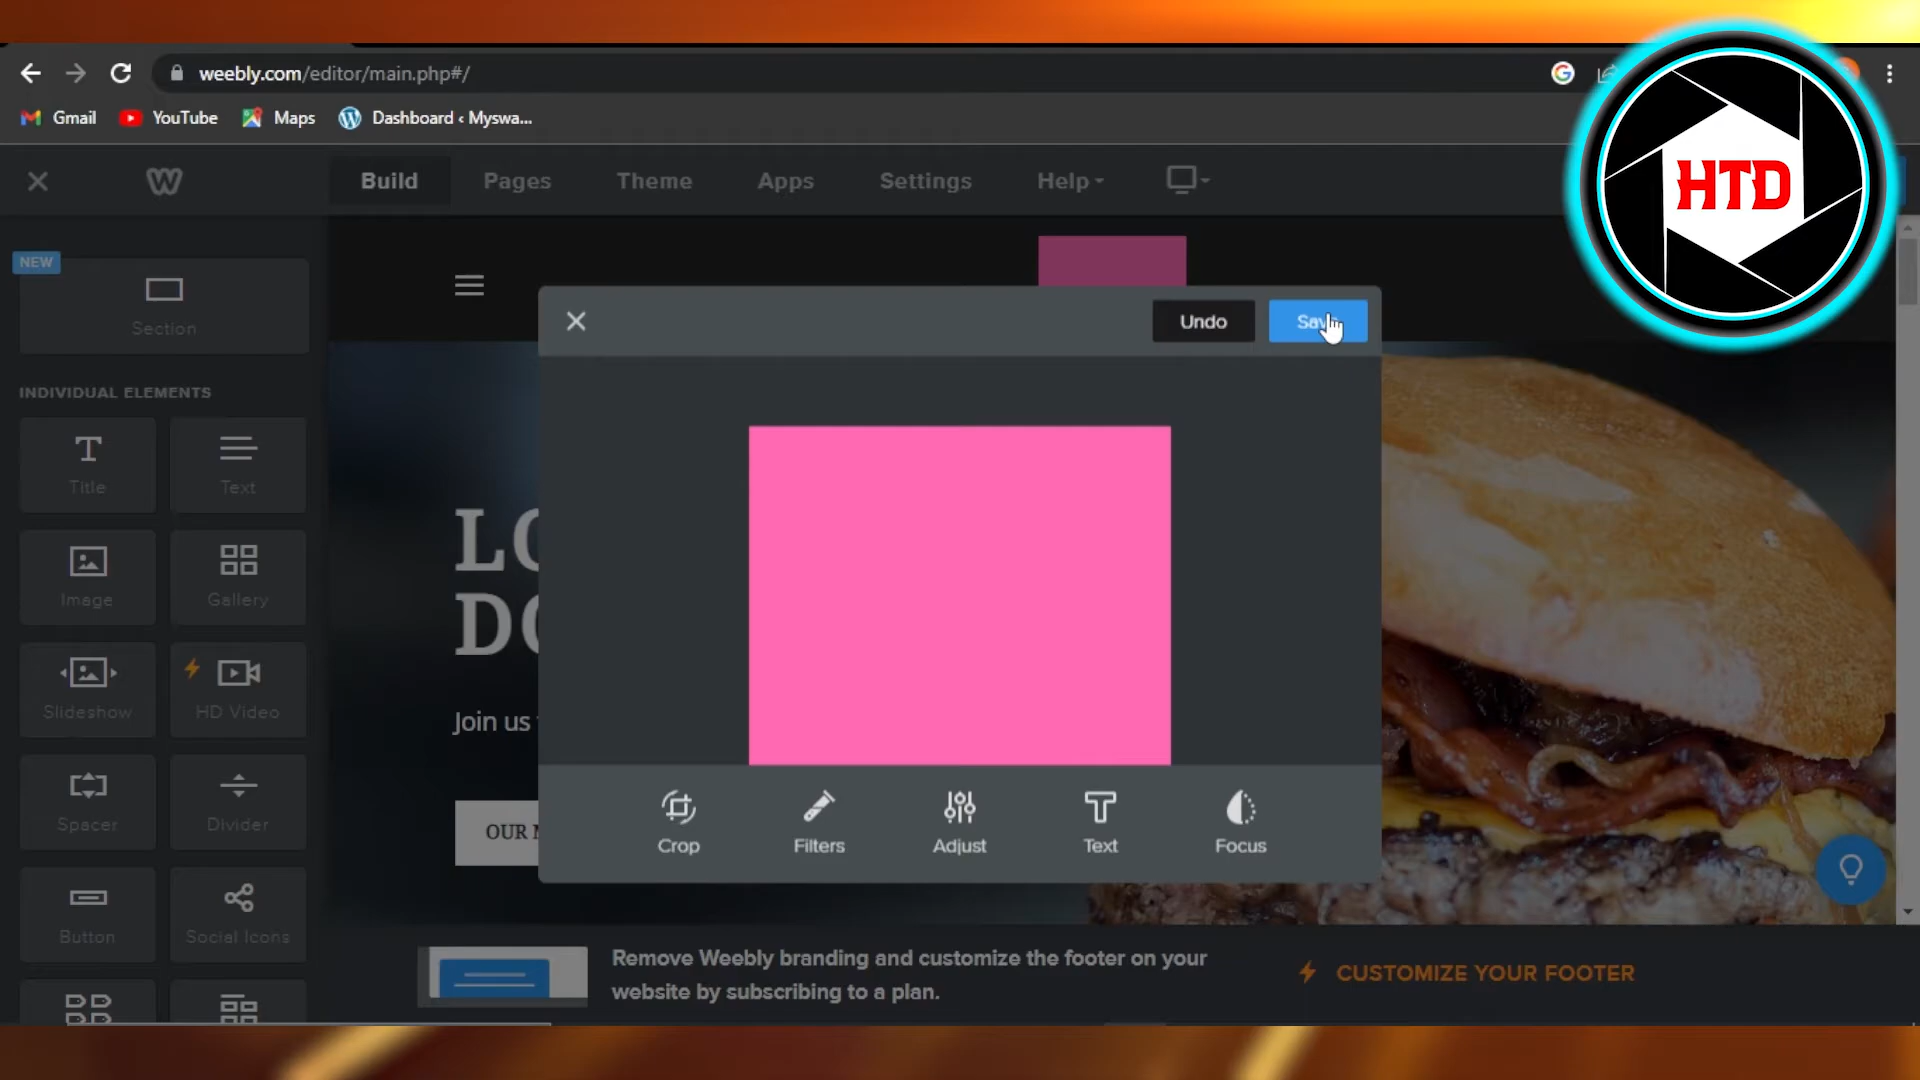 weebly.com/editor/main.php#/
Gmail
YouTube
Maps
Dashboard ‹ Myswa...
HTD
Build
Pages
Theme
Apps
Settings
Help
NEW
Section
Undo
INDIVIDUAL ELEMENTS
Title
Text
Image
Gallery
Slideshow
HD Video
Spacer
Divider
Button
Social Icons
Join us
OUR
Crop
Filters
Adjust
Text
Focus
Remove Weebly branding and customize the footer on your
website by subscribing to a plan.
CUSTOMIZE YOUR FOOTER